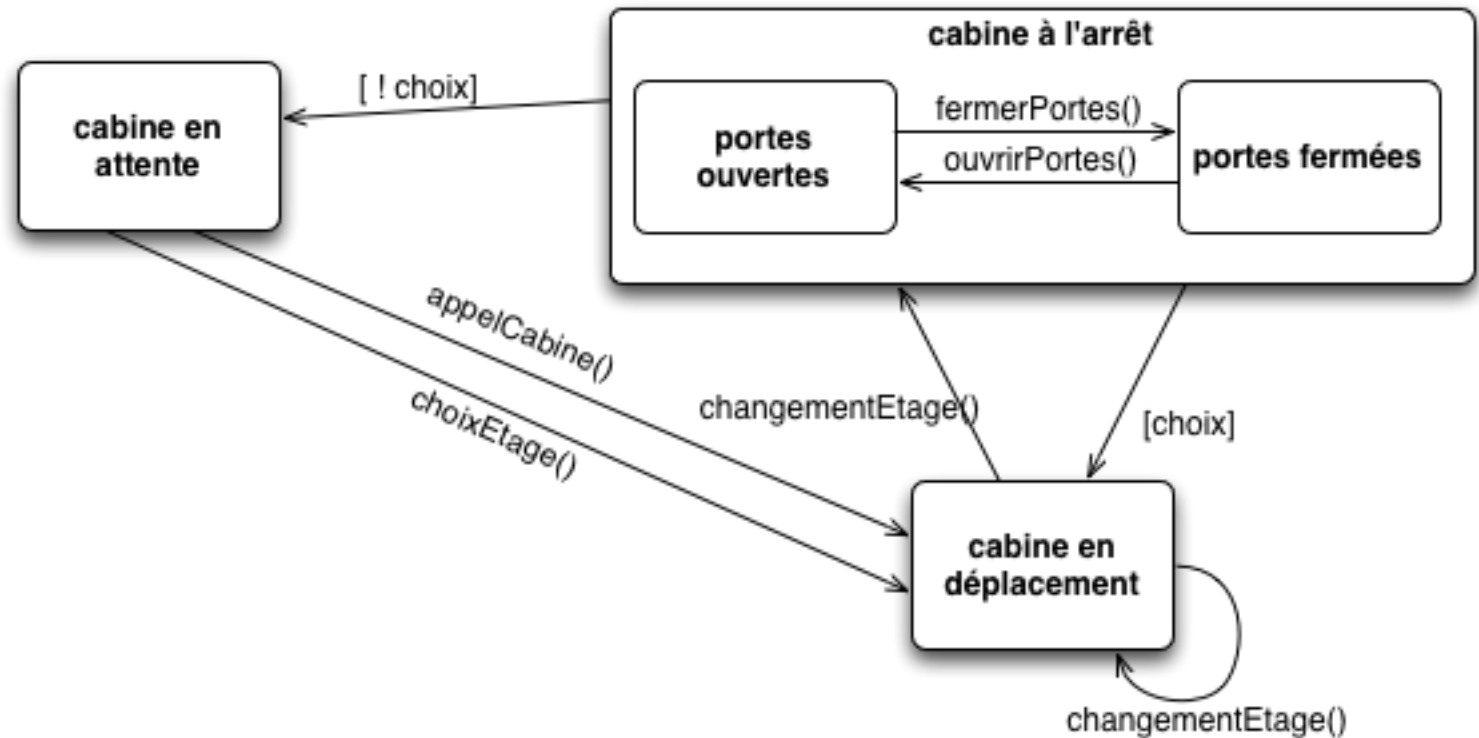 cabine à l'arrêt
[ ! choix]
cabine en
attente
portes
ouvertes
fermerPortes()
ouvrirPortes()
portes fermées
appelCabine()
choixEtage()
changementEtage()
[choix]
cabine en
déplacement
changementEtage()